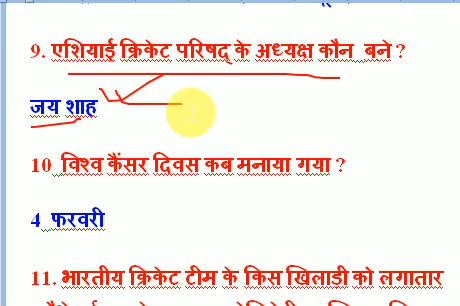 9. एशियाई क्रिकेट परिषद् के अध्यक्ष कौन बने ?
जय शाह
10 विश्व कैंसर दिवस कब मनाया गया ?
4 फरवरी
11. भारतीय क्रिकेट टीम के किस खिलाडी को लगातार